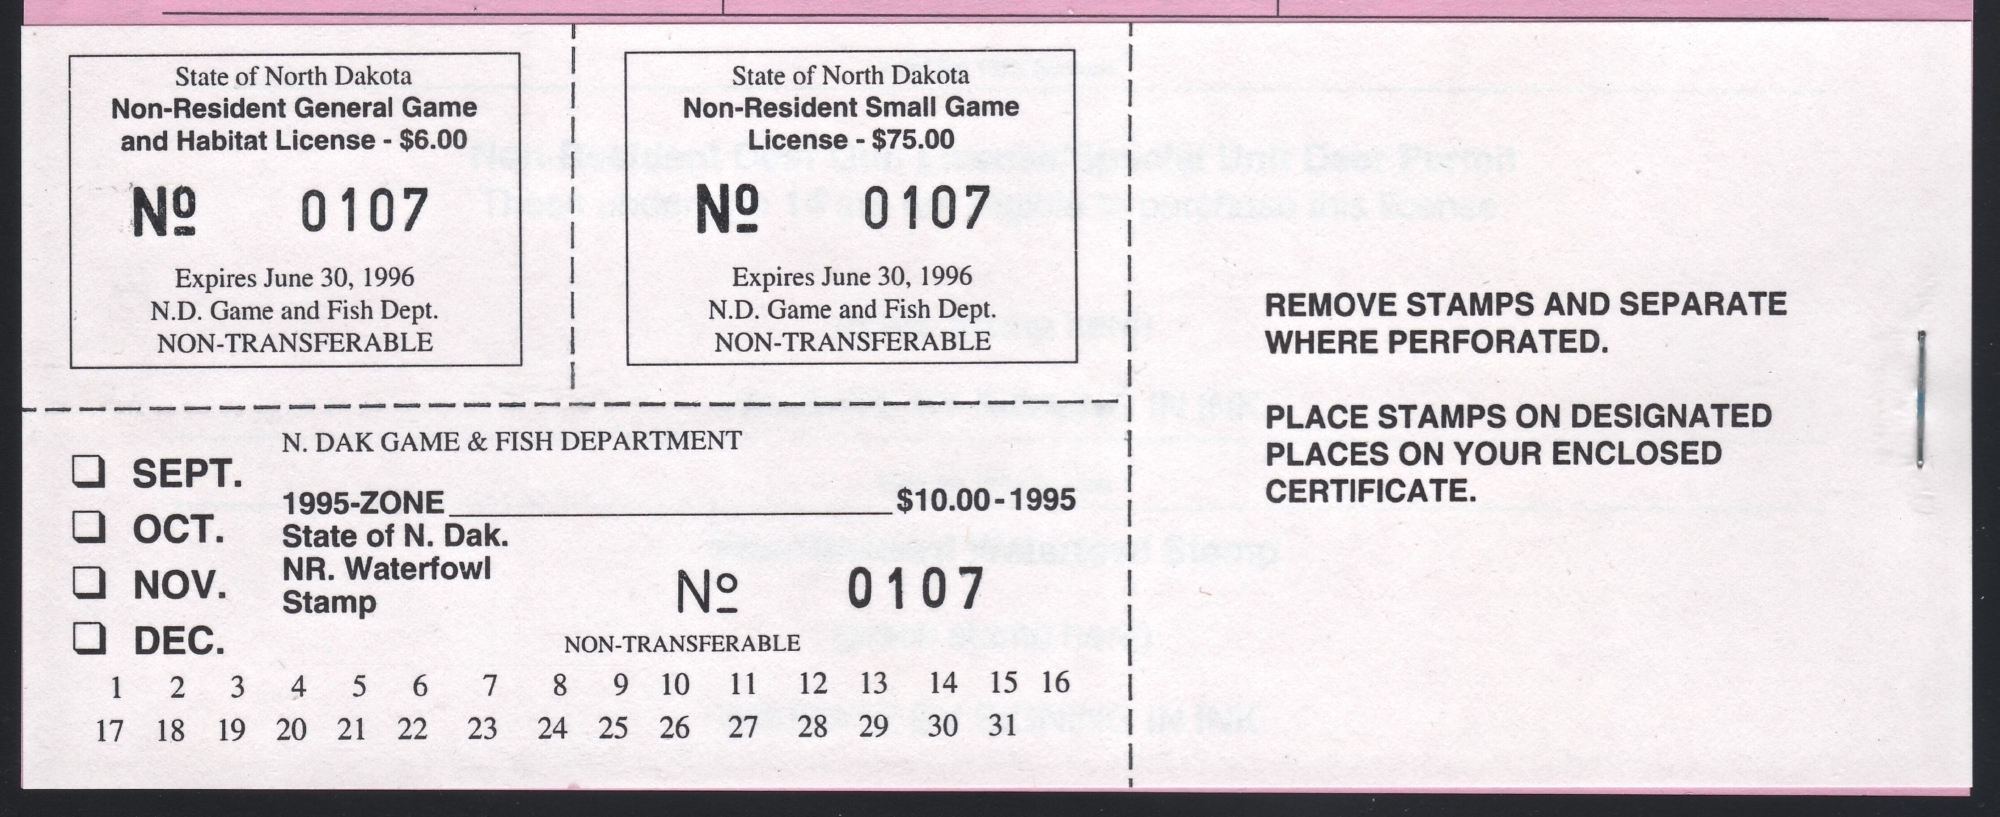 State of North Dakota
Non-Resident General Game
and Habitat License - $6.00
Nº 0107
Expires June 30, 1996
N.D. Game and Fish Dept.
NON-TRANSFERABLE
State of North Dakota
Non-Resident Small Game
License - $75.00
Nº 0107
Expires June 30, 1996
N.D. Game and Fish Dept.
NON-TRANSFERABLE
REMOVE STAMPS AND SEPARATE
WHERE PERFORATED.
PLACE STAMPS ON DESIGNATED
PLACES ON YOUR ENCLOSED
CERTIFICATE.
N. DAK GAME & FISH DEPARTMENT
❏ SEPT.
❏ OCT.
❏ NOV.
❏ DEC.
1995-ZONE ____________ $10.00-1995
State of N. Dak.
NR. Waterfowl
Stamp
Nº 0107
NON-TRANSFERABLE
1 2 3 4 5 6 7 8 9 10 11 12 13 14 15 16
17 18 19 20 21 22 23 24 25 26 27 28 29 30 31